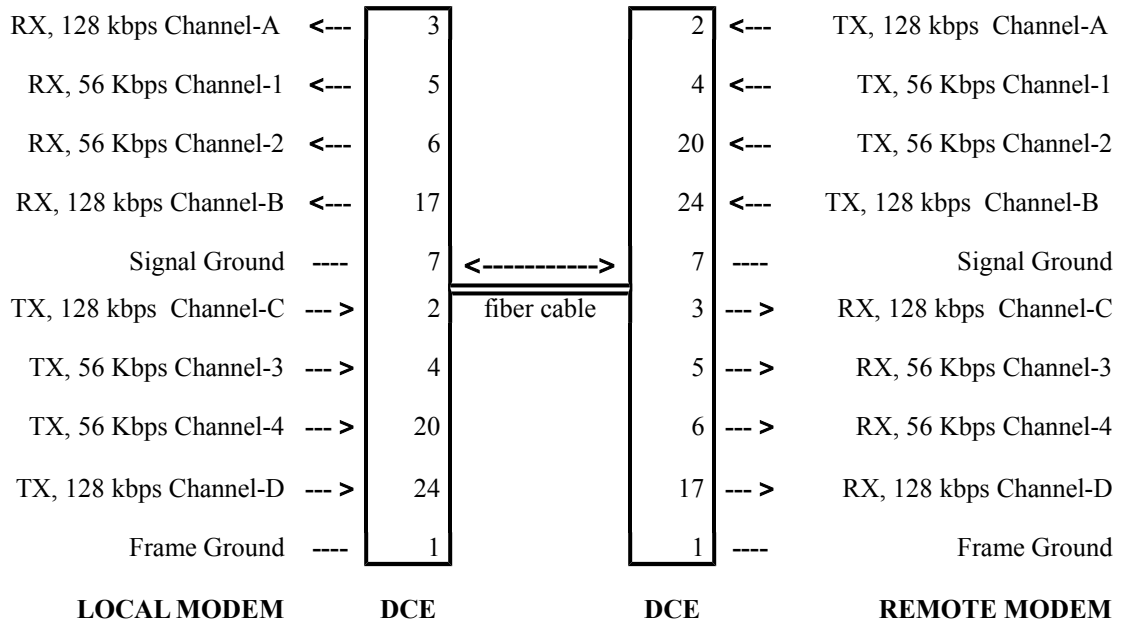 RX, 128 kbps Channel-A <--- 3 2 <--- TX, 128 kbps Channel-A
RX, 56 Kbps Channel-1 <--- 5 4 <--- TX, 56 Kbps Channel-1
RX, 56 Kbps Channel-2 <--- 6 20 <--- TX, 56 Kbps Channel-2
RX, 128 kbps Channel-B <--- 17 24 <--- TX, 128 kbps Channel-B
Signal Ground ---- 7 <-----------> 7 ---- Signal Ground
TX, 128 kbps Channel-C --- > 2 fiber cable 3 --- > RX, 128 kbps Channel-C
TX, 56 Kbps Channel-3 --- > 4 5 --- > RX, 56 Kbps Channel-3
TX, 56 Kbps Channel-4 --- > 20 6 --- > RX, 56 Kbps Channel-4
TX, 128 kbps Channel-D --- > 24 17 --- > RX, 128 kbps Channel-D
Frame Ground ---- 1 1 ---- Frame Ground
LOCAL MODEM DCE DCE REMOTE MODEM